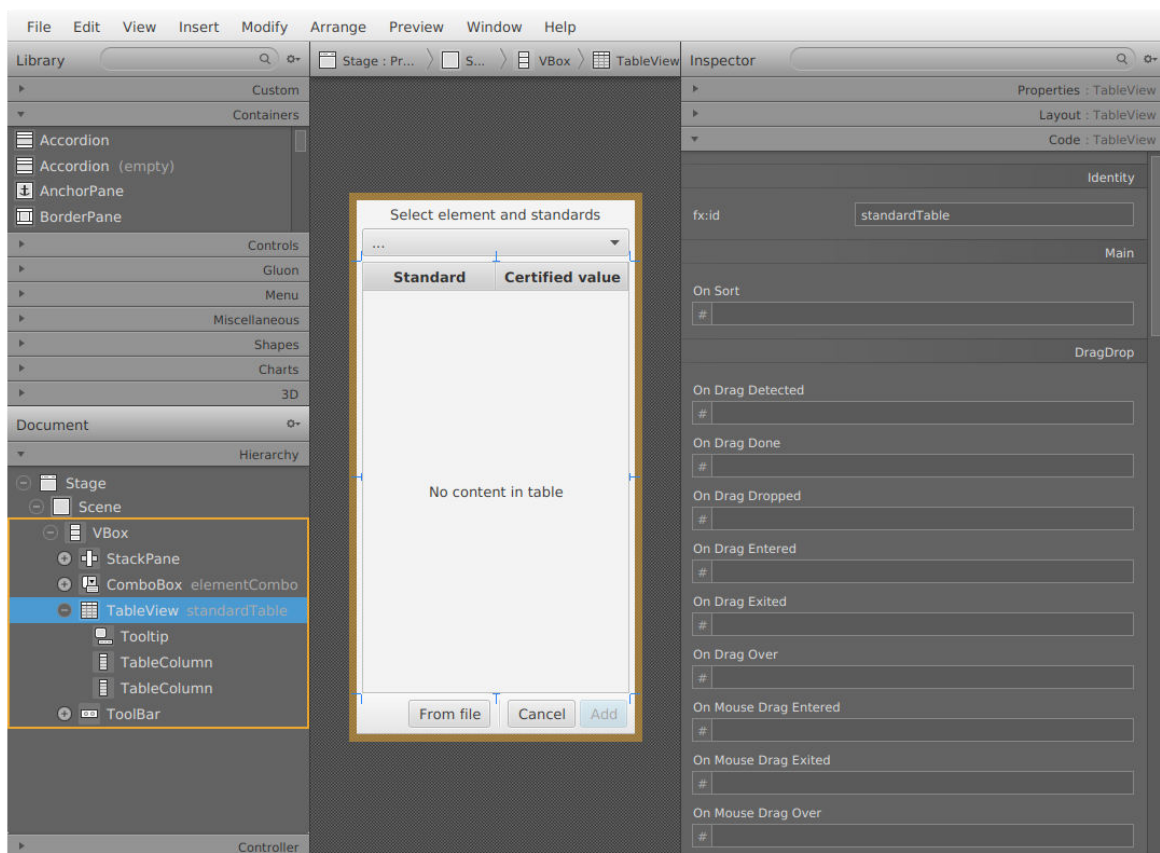 File Edit View Insert Modify Arrange Preview Window Help
Library
Custom
Containers
Accordion
Accordion (empty)
AnchorPane
BorderPane
Controls
Gluon
Menu
Miscellaneous
Shapes
Charts
3D
Document
Hierarchy
Stage
Scene
VBox
StackPane
ComboBox elementCombo
TableView standardTable
Tooltip
TableColumn
TableColumn
ToolBar
Controller
Stage : Pr... S... VBox TableView
Select element and standards
...
Standard Certified value
No content in table
From file Cancel Add
Inspector
Properties : TableView
Layout : TableView
Code : TableView
Identity
fx:id standardTable
Main
On Sort
#
DragDrop
On Drag Detected
#
On Drag Done
#
On Drag Dropped
#
On Drag Entered
#
On Drag Exited
#
On Drag Over
#
On Mouse Drag Entered
#
On Mouse Drag Exited
#
On Mouse Drag Over
#